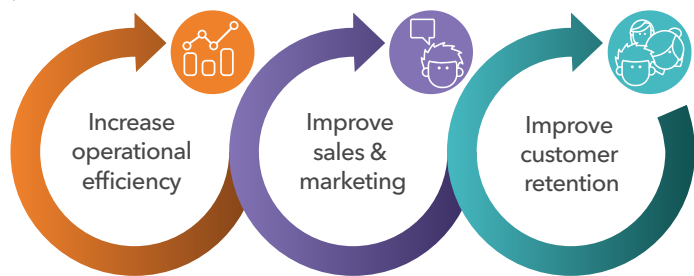 Increase
operational
efficiency
Improve
sales &
marketing
Improve
customer
retention